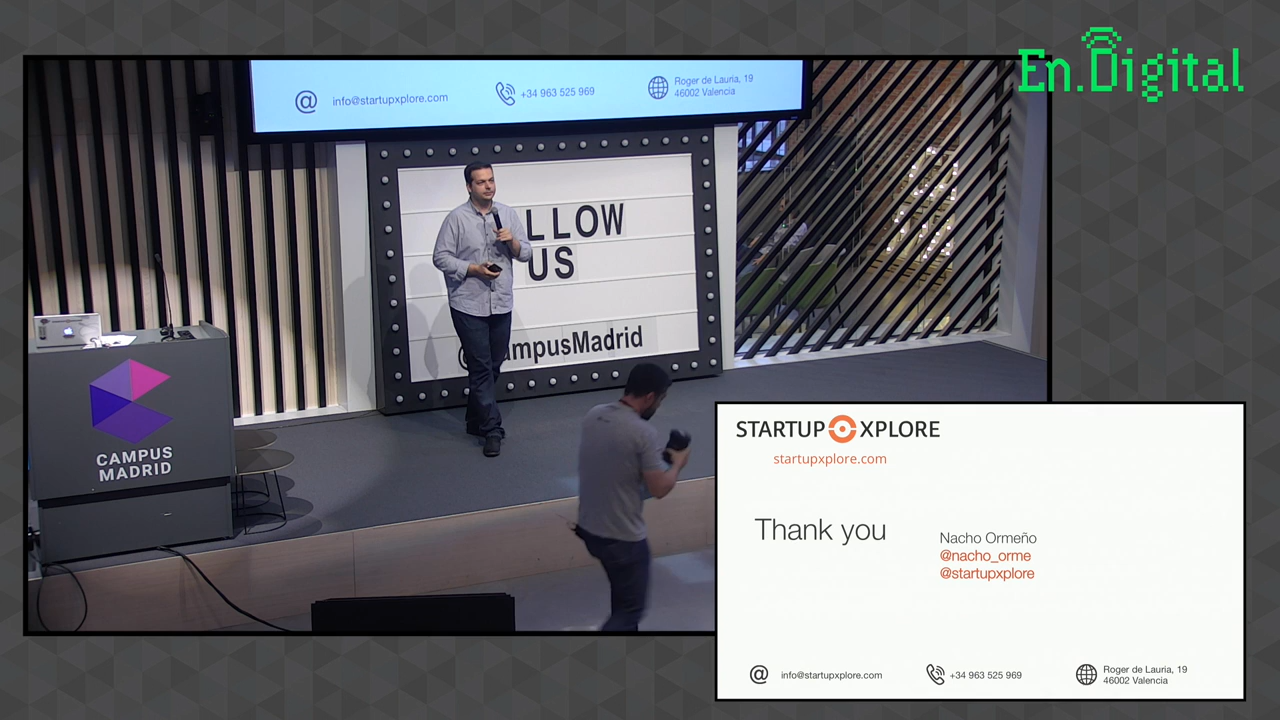 En.Digital
info@startupxplore.com
+34 963 525 969
Roger de Lauria, 19
46002 Valencia
LLOW
US
@ampusMadrid
CAMPUS
MADRID
STARTUP XPLORE
startupxplore.com
Thank you
Nacho Ormeño
@nacho_orme
@startupxplore
info@startupxplore.com
+34 963 525 969
Roger de Lauria, 19
46002 Valencia